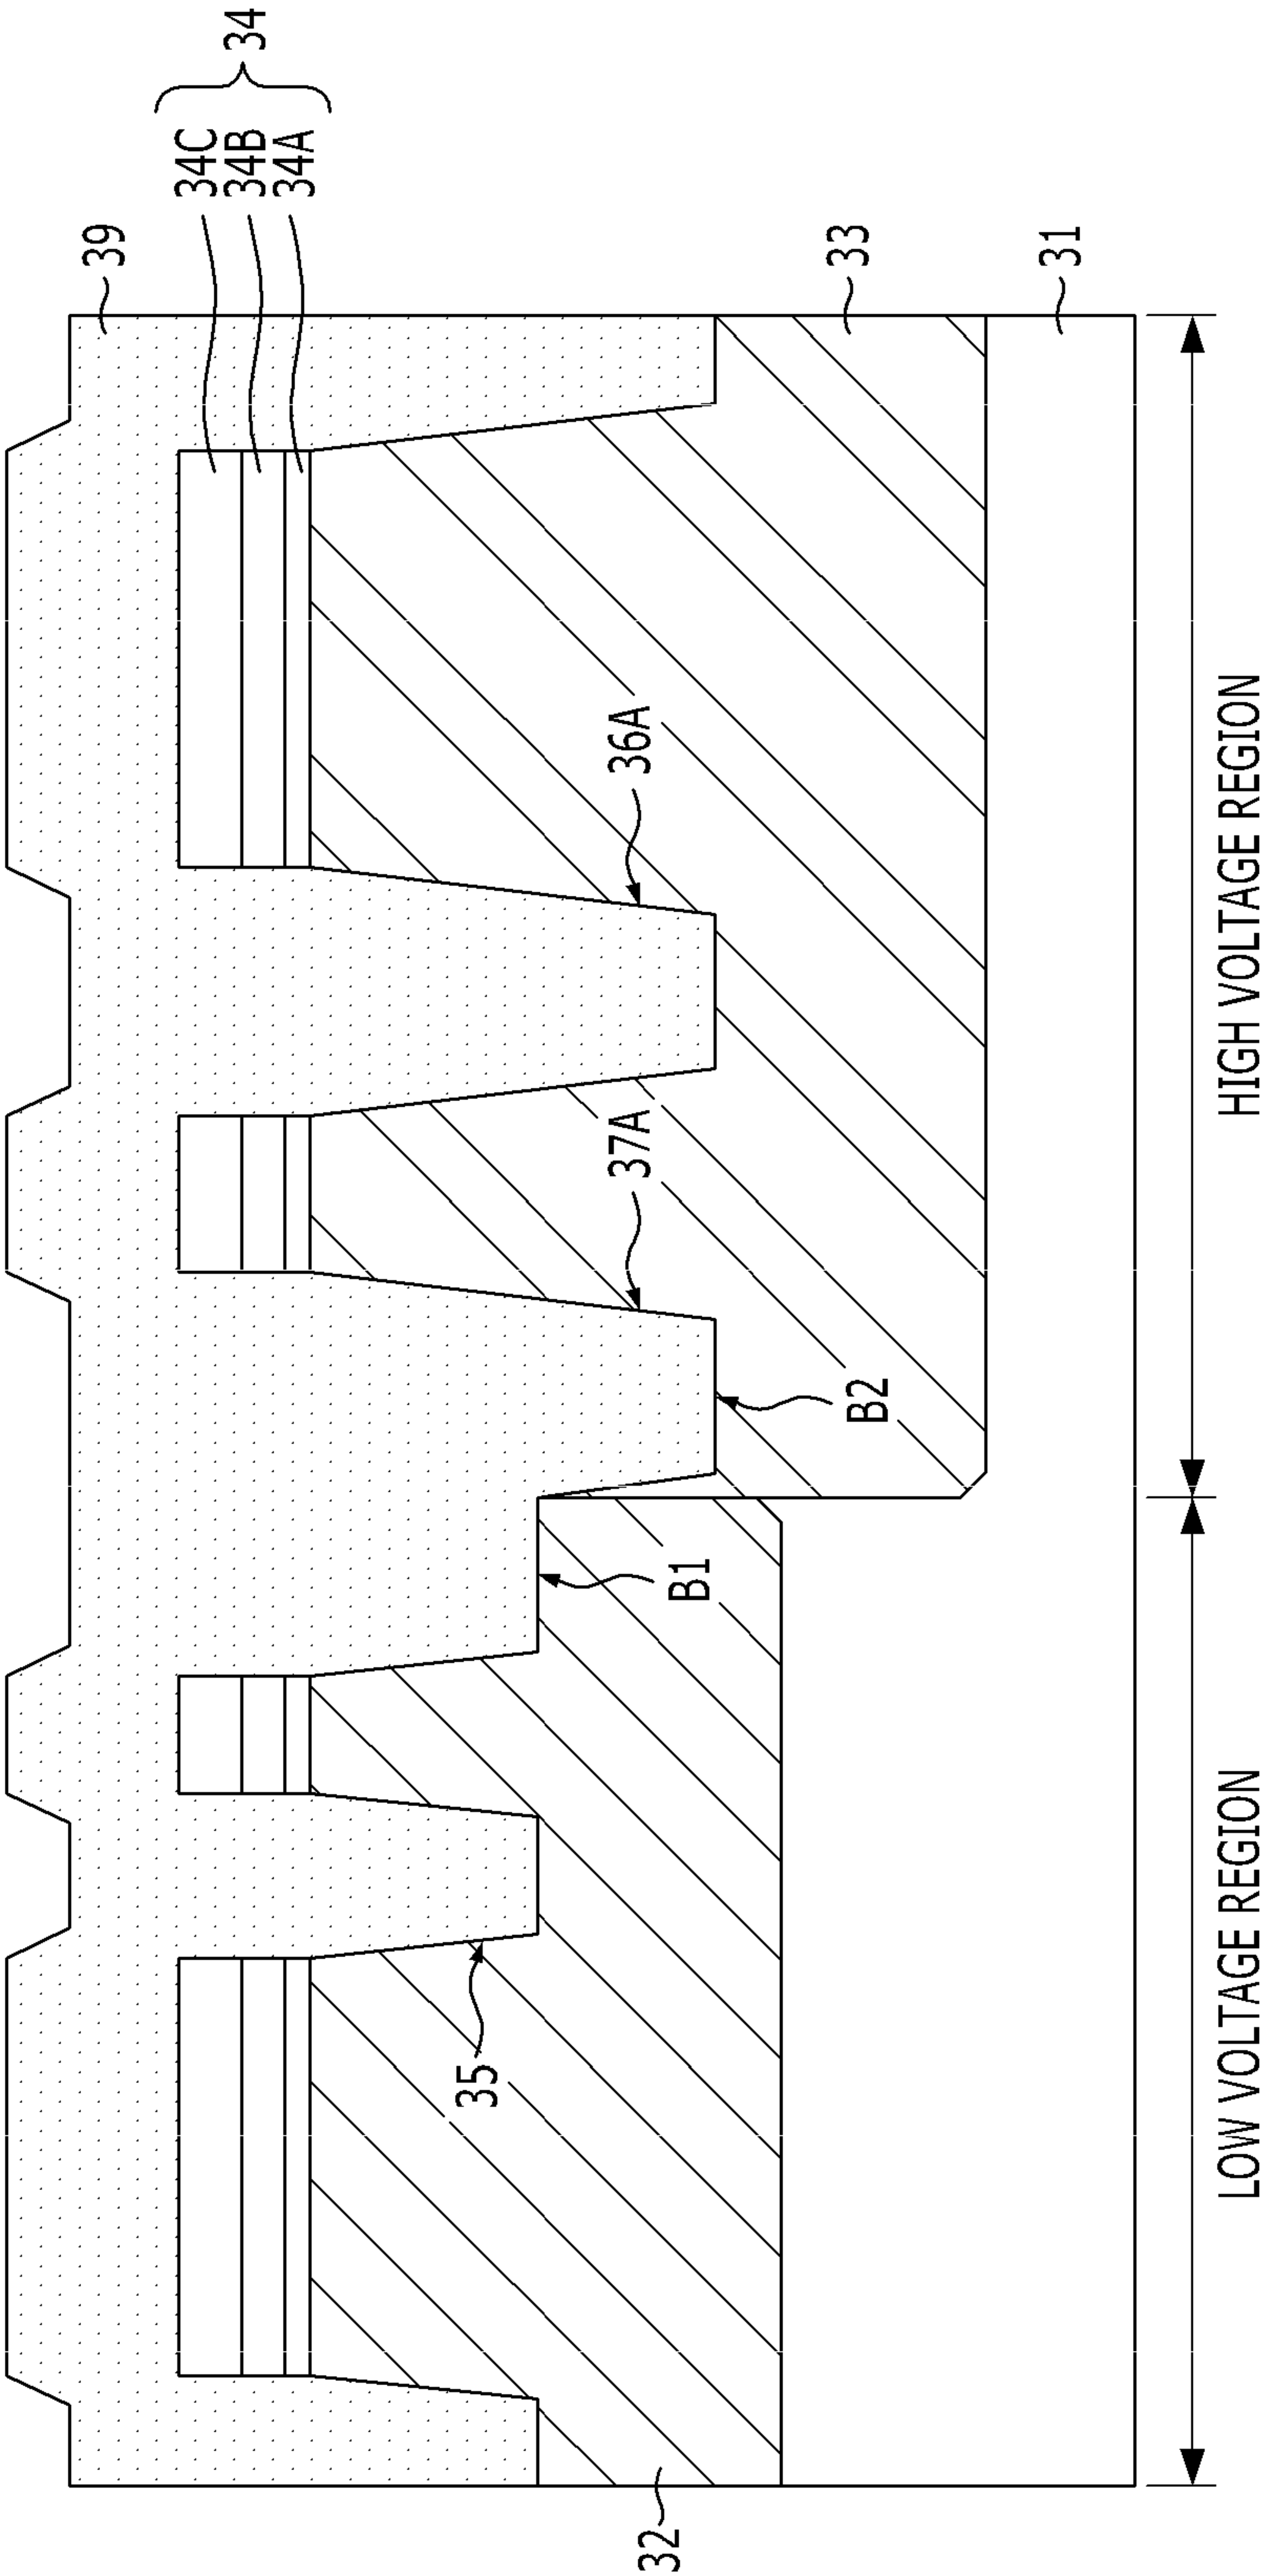 34
34C
34B
34A
39
33
31
36A
37A
B2
B1
35
32
LOW VOLTAGE REGION
HIGH VOLTAGE REGION